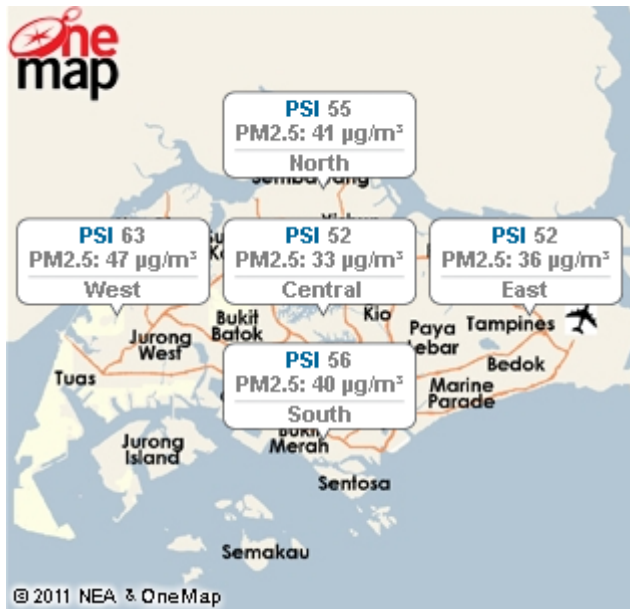 One
map
PSI 55
PM2.5: 41 µg/m³
North
PSI 63
PM2.5: 47 µg/m³
West
PSI 52
PM2.5: 33 µg/m³
Central
PSI 52
PM2.5: 36 µg/m³
East
Bukit
Batok
Kio
Paya
Lebar
Tampines
Jurong
West
PSI 56
PM2.5: 40 µg/m³
South
Bedok
Tuas
Marine
Parade
Jurong
Island
Bukit
Merah
Sentosa
Semakau
© 2011 NEA & OneMap